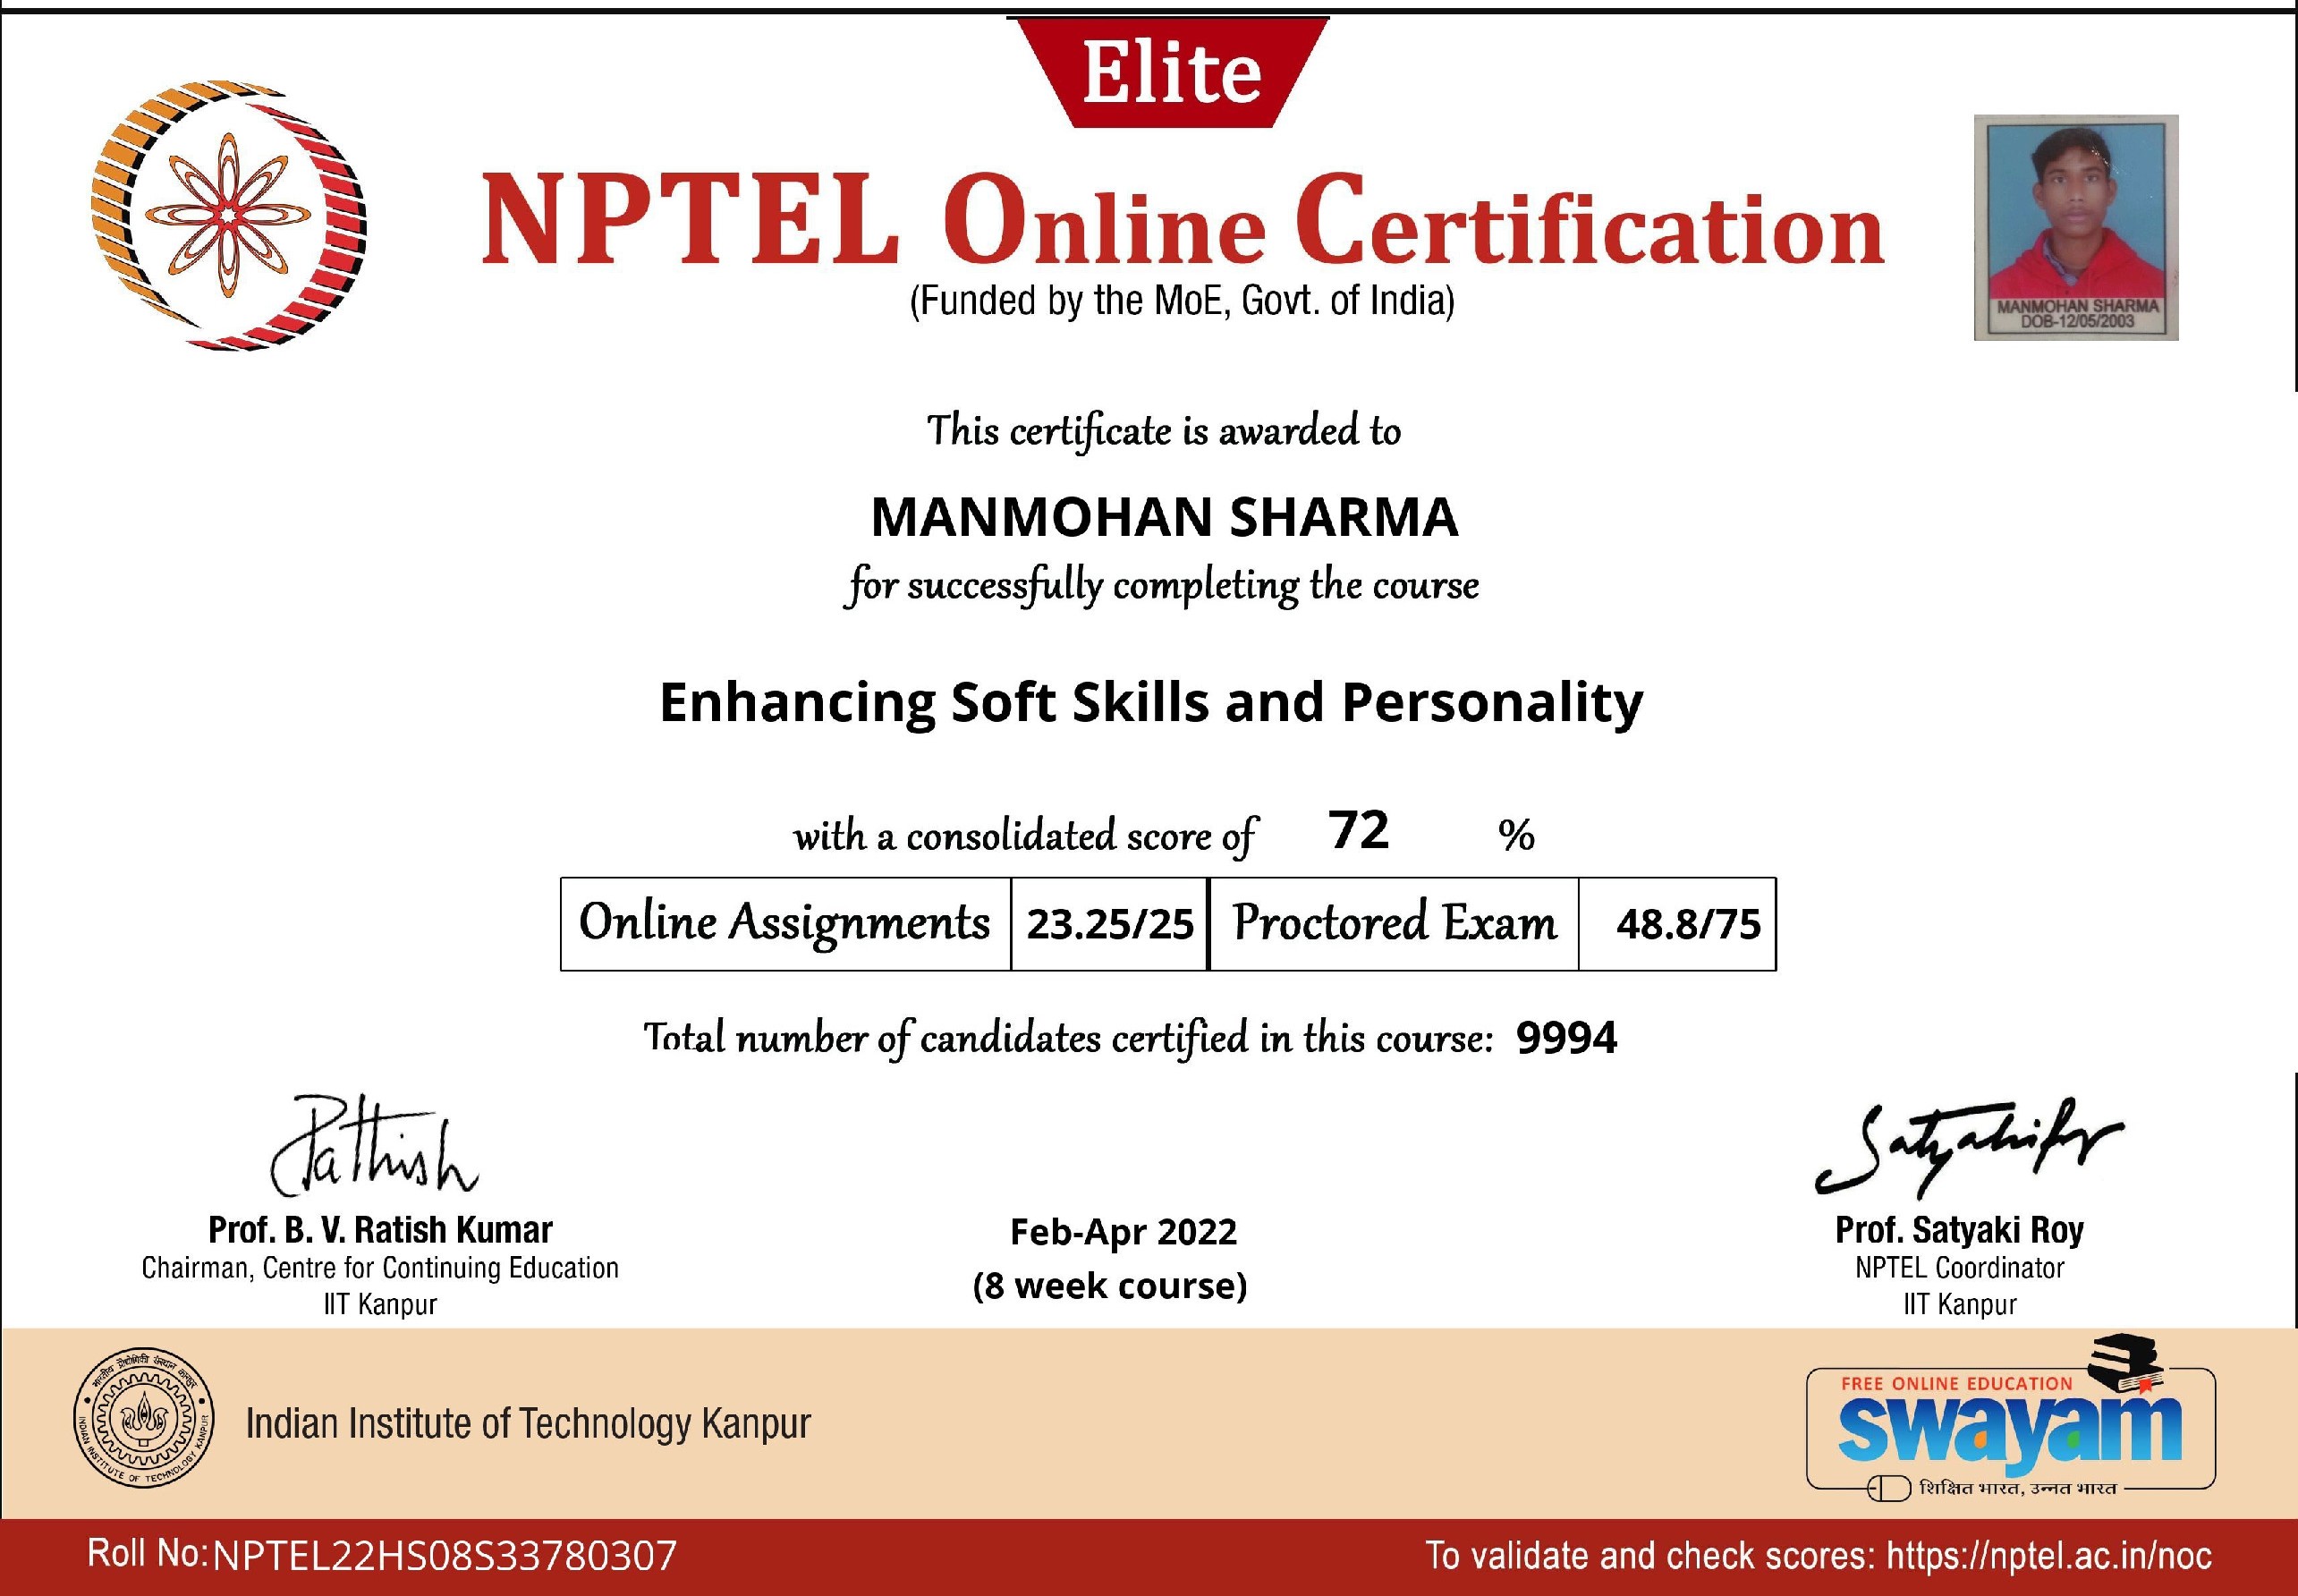 Elite
NPTEL Online Certification
(Funded by the MoE, Govt. of India)
MANMOHAN SHARMA
DOB-12/05/2003
This certificate is awarded to
MANMOHAN SHARMA
for successfully completing the course
Enhancing Soft Skills and Personality
with a consolidated score of 72 %
Online Assignments 23.25/25 Proctored Exam 48.8/75
Total number of candidates certified in this course: 9994
Prof. B. V. Ratish Kumar
Chairman, Centre for Continuing Education
IIT Kanpur
Feb-Apr 2022
(8 week course)
Prof. Satyaki Roy
NPTEL Coordinator
IIT Kanpur
भारतीय प्रौद्योगिकी संस्थान कानपुर
INDIAN INSTITUTE OF TECHNOLOGY KANPUR
Indian Institute of Technology Kanpur
FREE ONLINE EDUCATION
swayam
शिक्षित भारत, उन्नत भारत
Roll No: NPTEL22HS08S33780307
To validate and check scores: https://nptel.ac.in/noc